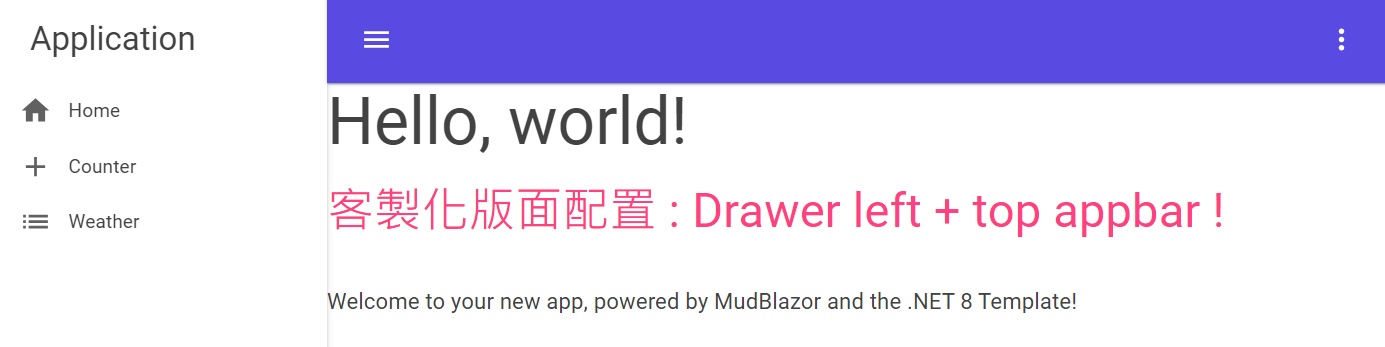 Application
Home
Counter
Weather
Hello, world!
客製化版面配置 : Drawer left + top appbar !
Welcome to your new app, powered by MudBlazor and the .NET 8 Template!